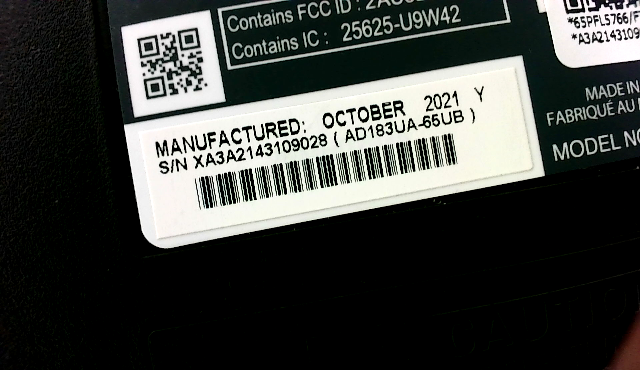 Contains FCC ID :
Contains IC : 25625-U9W42
*65PFL5766/F
*A3A2143109
MADE IN
FABRIQUÉ AU
MODEL NO
MANUFACTURED: OCTOBER 2021 Y
S/N XA3A2143109028 ( AD183UA-65UB )